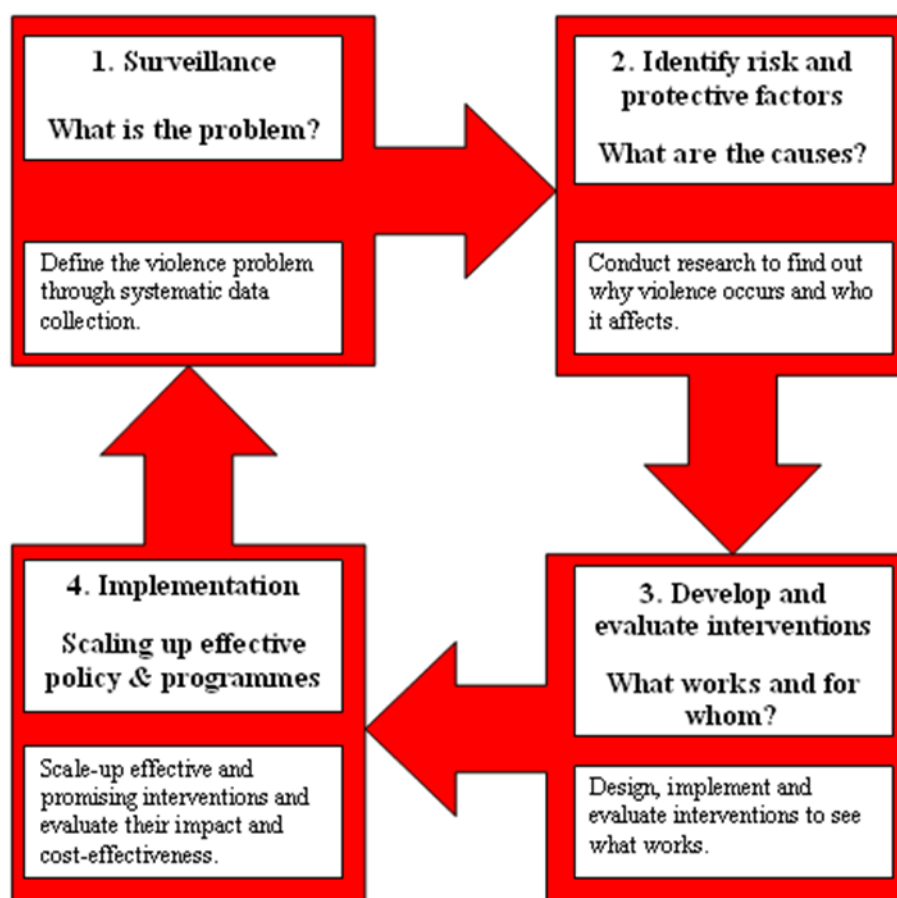 1. Surveillance
What is the problem?
Define the violence problem
through systematic data
collection.
2. Identify risk and
protective factors
What are the causes?
Conduct research to find out
why violence occurs and who
it affects.
3. Develop and
evaluate interventions
What works and for
whom?
Design, implement and
evaluate interventions to see
what works.
4. Implementation
Scaling up effective
policy & programmes
Scale-up effective and
promising interventions and
evaluate their impact and
cost-effectiveness.